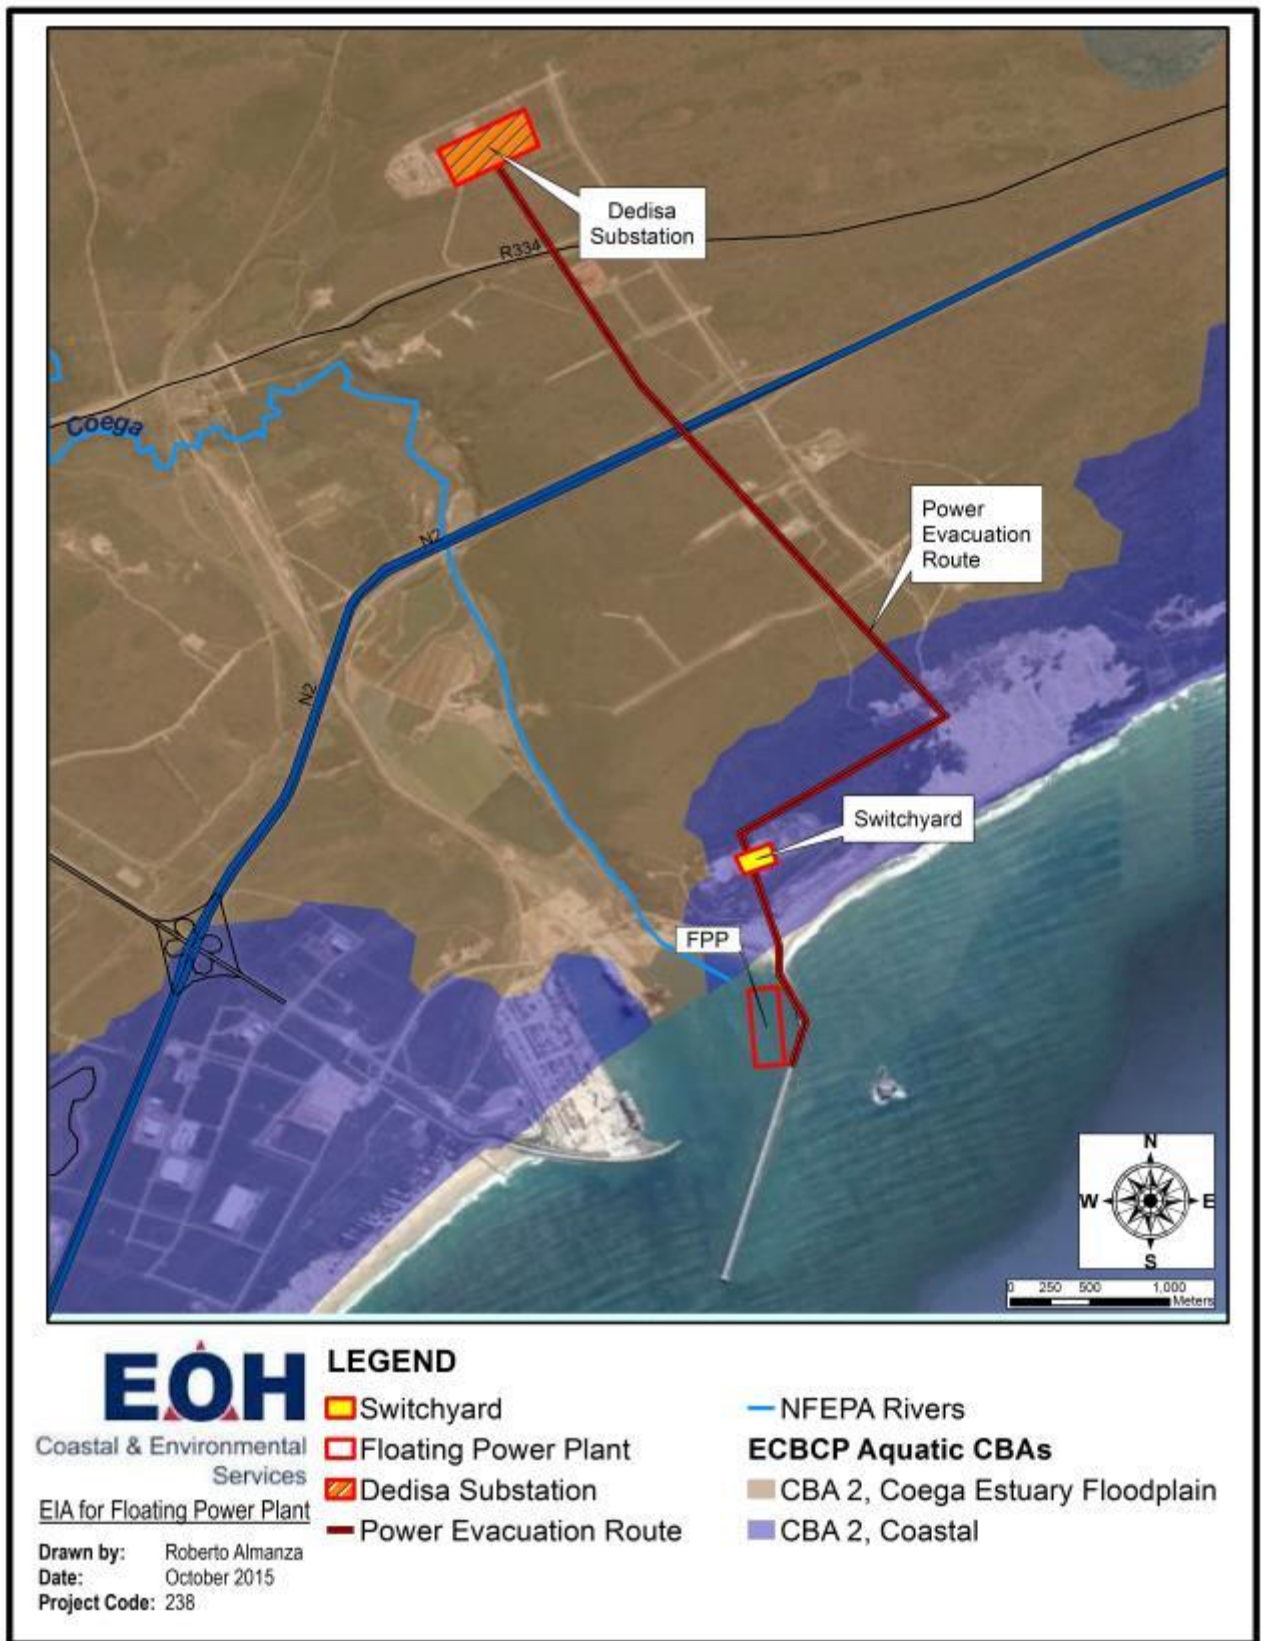 Dedisa
Substation
R334
Coega
Power
Evacuation
Route
N2
N2
Switchyard
FPP
N
W
E
S
0 250 500 1,000
Meters
EOH
Coastal & Environmental
Services
EIA for Floating Power Plant
Drawn by: Roberto Almanza
Date: October 2015
Project Code: 238
LEGEND
Switchyard
Floating Power Plant
Dedisa Substation
Power Evacuation Route
NFEPA Rivers
ECBCP Aquatic CBAs
CBA 2, Coega Estuary Floodplain
CBA 2, Coastal